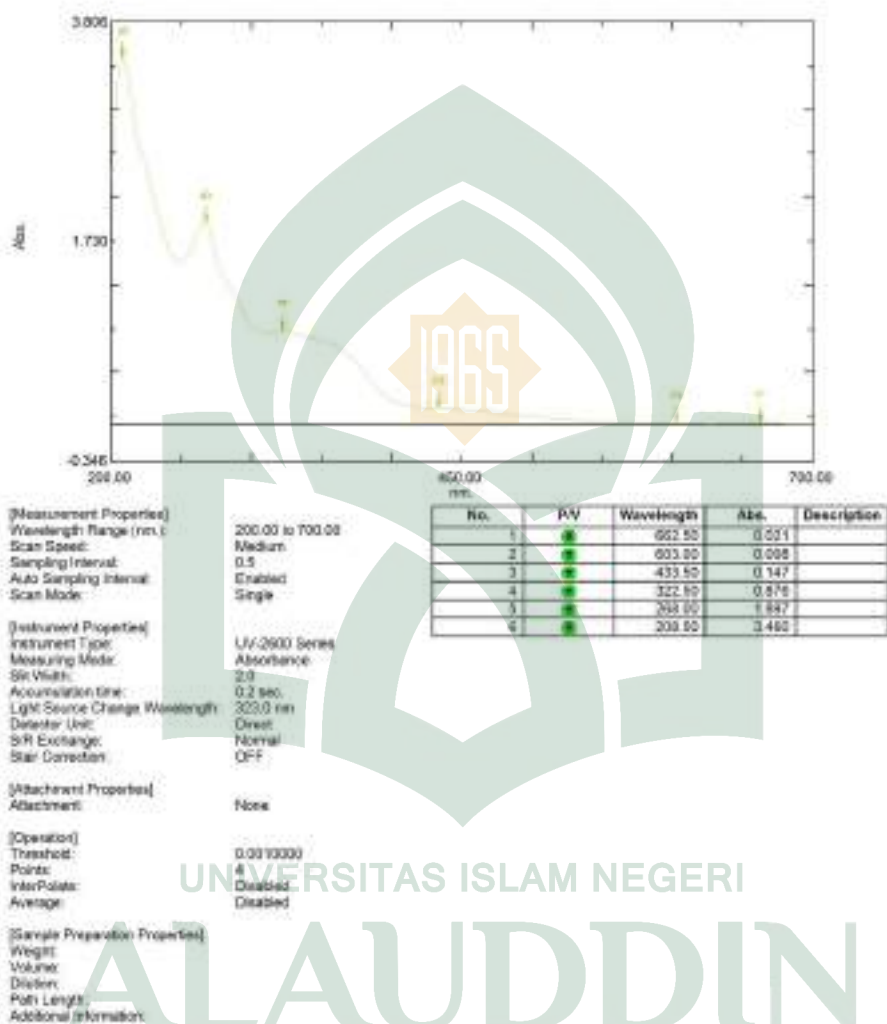 3.806
Abs.
1.730
-0.346
200.00 450.00 700.00
nm.
[Measurement Properties]
Wavelength Range (nm.): 200.00 to 700.00
Scan Speed: Medium
Sampling Interval: 0.5
Auto Sampling Interval: Enabled
Scan Mode: Single
[Instrument Properties]
Instrument Type: UV-2600 Series
Measuring Mode: Absorbance
Slit Width: 2.0
Accumulation time: 0.2 sec.
Light Source Change Wavelength: 323.0 nm
Detector Unit: Direct
S/R Exchange: Normal
Stair Correction: OFF
[Attachment Properties]
Attachment: None
[Operation]
Threshold: 0.0010000
Points: 4
InterPolate: Disabled
Average: Disabled
[Sample Preparation Properties]
Weight:
Volume:
Dilution:
Path Length:
Additional Information:
No. P/V Wavelength Abs. Description
1 662.50 0.021
2 603.00 0.008
3 433.50 0.147
4 322.50 0.876
5 268.00
6 3.460
1965
UNIVERSITAS ISLAM NEGERI
ALAUDDIN